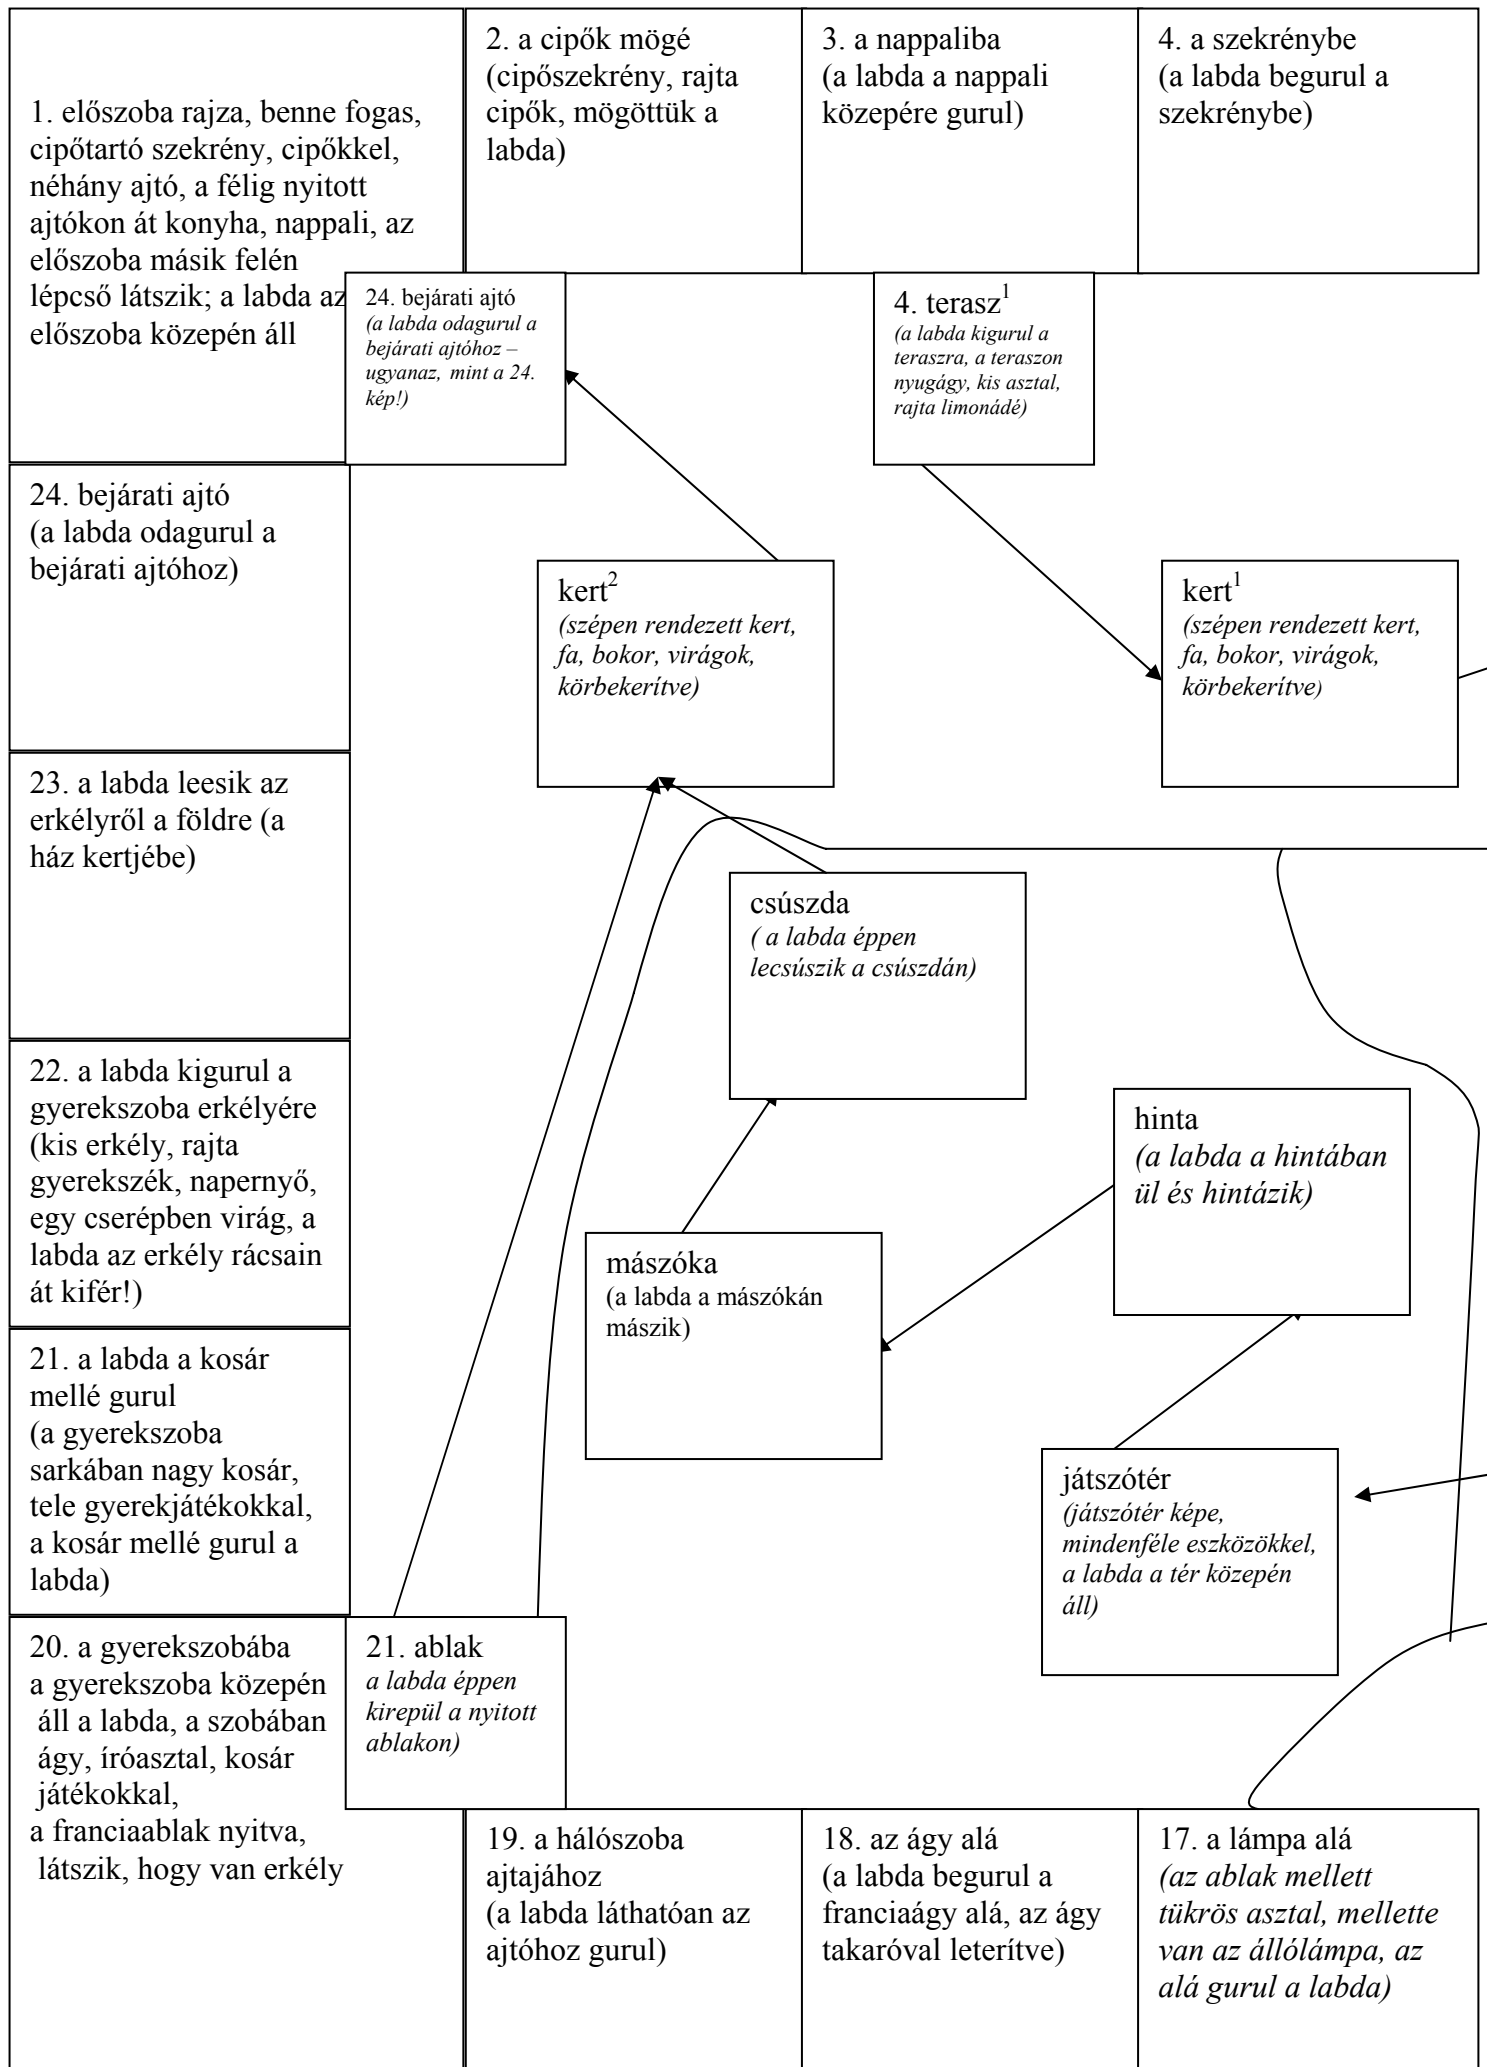 1. előszoba rajza, benne fogas,
cipőtartó szekrény, cipőkkel,
néhány ajtó, a félig nyitott
ajtókon át konyha, nappali, az
előszoba másik felén
lépcső látszik; a labda az
előszoba közepén áll
2. a cipők mögé
(cipőszekrény, rajta
cipők, mögöttük a
labda)
3. a nappaliba
(a labda a nappali
közepére gurul)
4. a szekrénybe
(a labda begurul a
szekrénybe)
24. bejárati ajtó
(a labda odagurul a
bejárati ajtóhoz –
ugyanaz, mint a 24.
kép!)
4. terasz¹
(a labda kigurul a
teraszra, a teraszon
nyugágy, kis asztal,
rajta limonádé)
24. bejárati ajtó
(a labda odagurul a
bejárati ajtóhoz)
kert²
(szépen rendezett kert,
fa, bokor, virágok,
körbekerítve)
kert¹
(szépen rendezett kert,
fa, bokor, virágok,
körbekerítve)
23. a labda leesik az
erkélyről a földre (a
ház kertjébe)
csúszda
( a labda éppen
lecsúszik a csúszdán)
22. a labda kigurul a
gyerekszoba erkélyére
(kis erkély, rajta
gyerekszék, napernyő,
egy cserépben virág, a
labda az erkély rácsain
át kifér!)
hinta
(a labda a hintában
ül és hintázik)
mászóka
(a labda a mászókán
mászik)
21. a labda a kosár
mellé gurul
(a gyerekszoba
sarkában nagy kosár,
tele gyerekjátékokkal,
a kosár mellé gurul a
labda)
játszótér
(játszótér képe,
mindenféle eszközökkel,
a labda a tér közepén
áll)
20. a gyerekszobába
a gyerekszoba közepén
áll a labda, a szobában
ágy, íróasztal, kosár
játékokkal,
a franciaablak nyitva,
látszik, hogy van erkély
21. ablak
a labda éppen
kirepül a nyitott
ablakon)
19. a hálószoba
ajtajához
(a labda láthatóan az
ajtóhoz gurul)
18. az ágy alá
(a labda begurul a
franciaágy alá, az ágy
takaróval leterítve)
17. a lámpa alá
(az ablak mellett
tükrös asztal, mellette
van az állólámpa, az
alá gurul a labda)